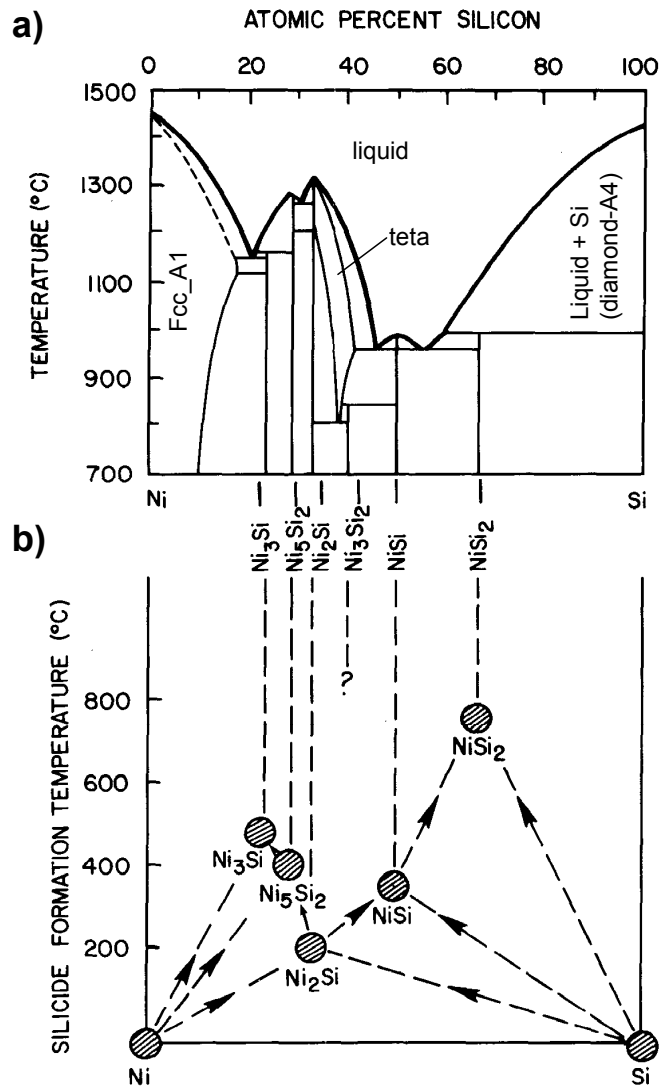 a)
ATOMIC PERCENT SILICON
0 20 40 60 80 100
1500
1300
1100
900
700
TEMPERATURE (°C)
liquid
teta
Fcc_A1
Liquid + Si
(diamond-A4)
Ni
Si
Ni3Si
Ni5Si2
Ni2Si
Ni3Si2
NiSi
NiSi2
b)
SILICIDE FORMATION TEMPERATURE (°C)
800
600
400
200
?
NiSi2
Ni3Si
Ni5Si2
NiSi
Ni2Si
Ni
Si